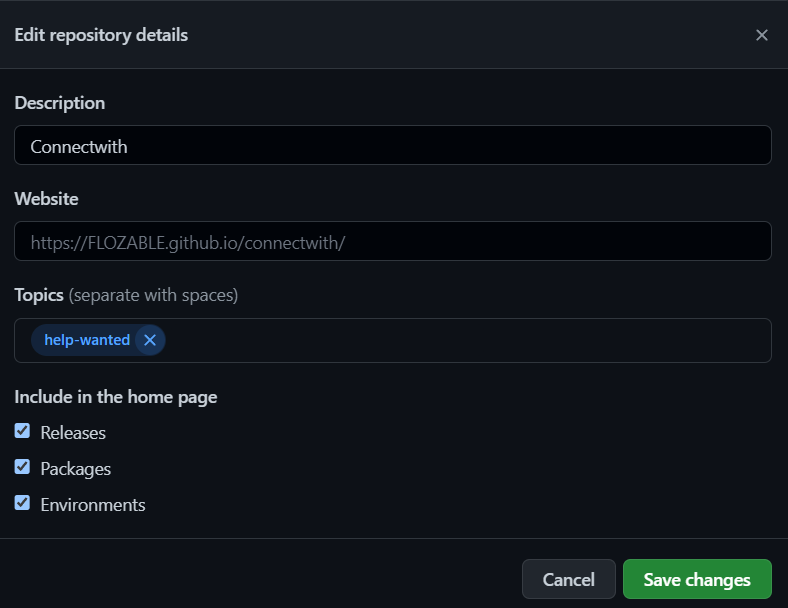 Edit repository details
Description
Connectwith
Website
https://FLOZABLE.github.io/connectwith/
Topics (separate with spaces)
help-wanted
Include in the home page
Releases
Packages
Environments
Cancel Save changes